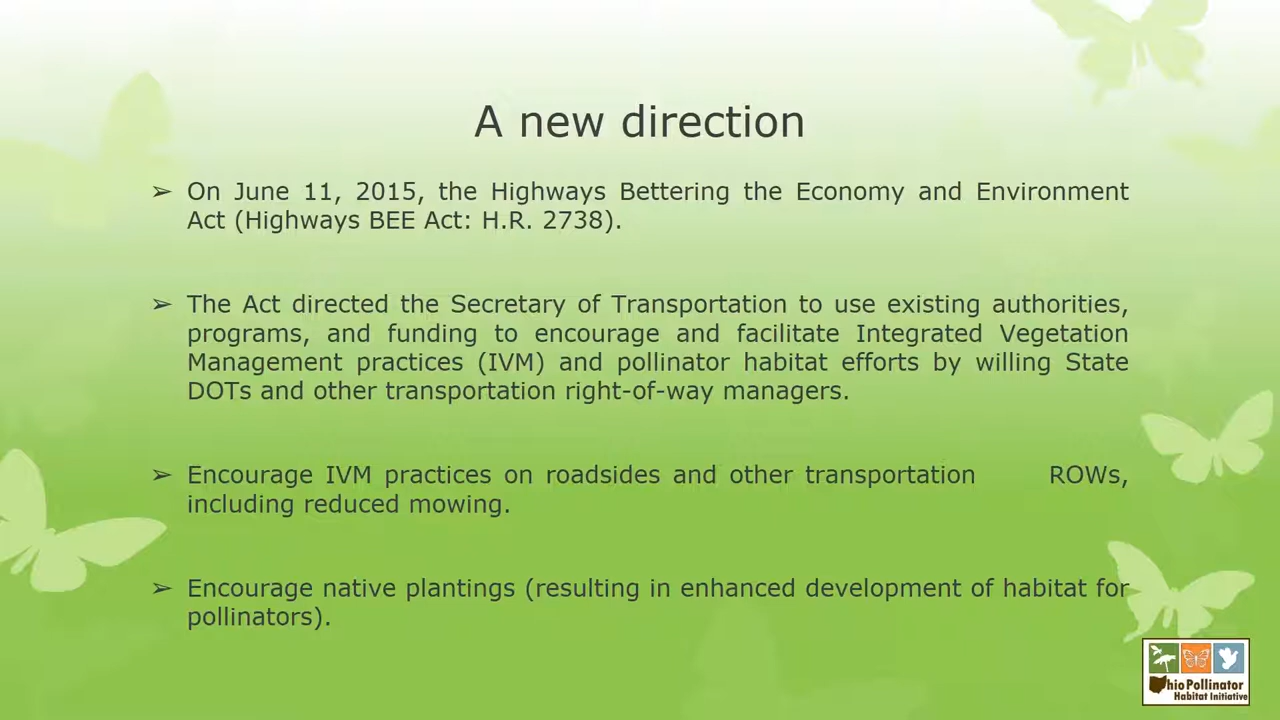 A new direction
➢ On June 11, 2015, the Highways Bettering the Economy and Environment
Act (Highways BEE Act: H.R. 2738).
➢ The Act directed the Secretary of Transportation to use existing authorities,
programs, and funding to encourage and facilitate Integrated Vegetation
Management practices (IVM) and pollinator habitat efforts by willing State
DOTs and other transportation right-of-way managers.
➢ Encourage IVM practices on roadsides and other transportation ROWs,
including reduced mowing.
➢ Encourage native plantings (resulting in enhanced development of habitat for
pollinators).
hio Pollinator
Habitat Initiative